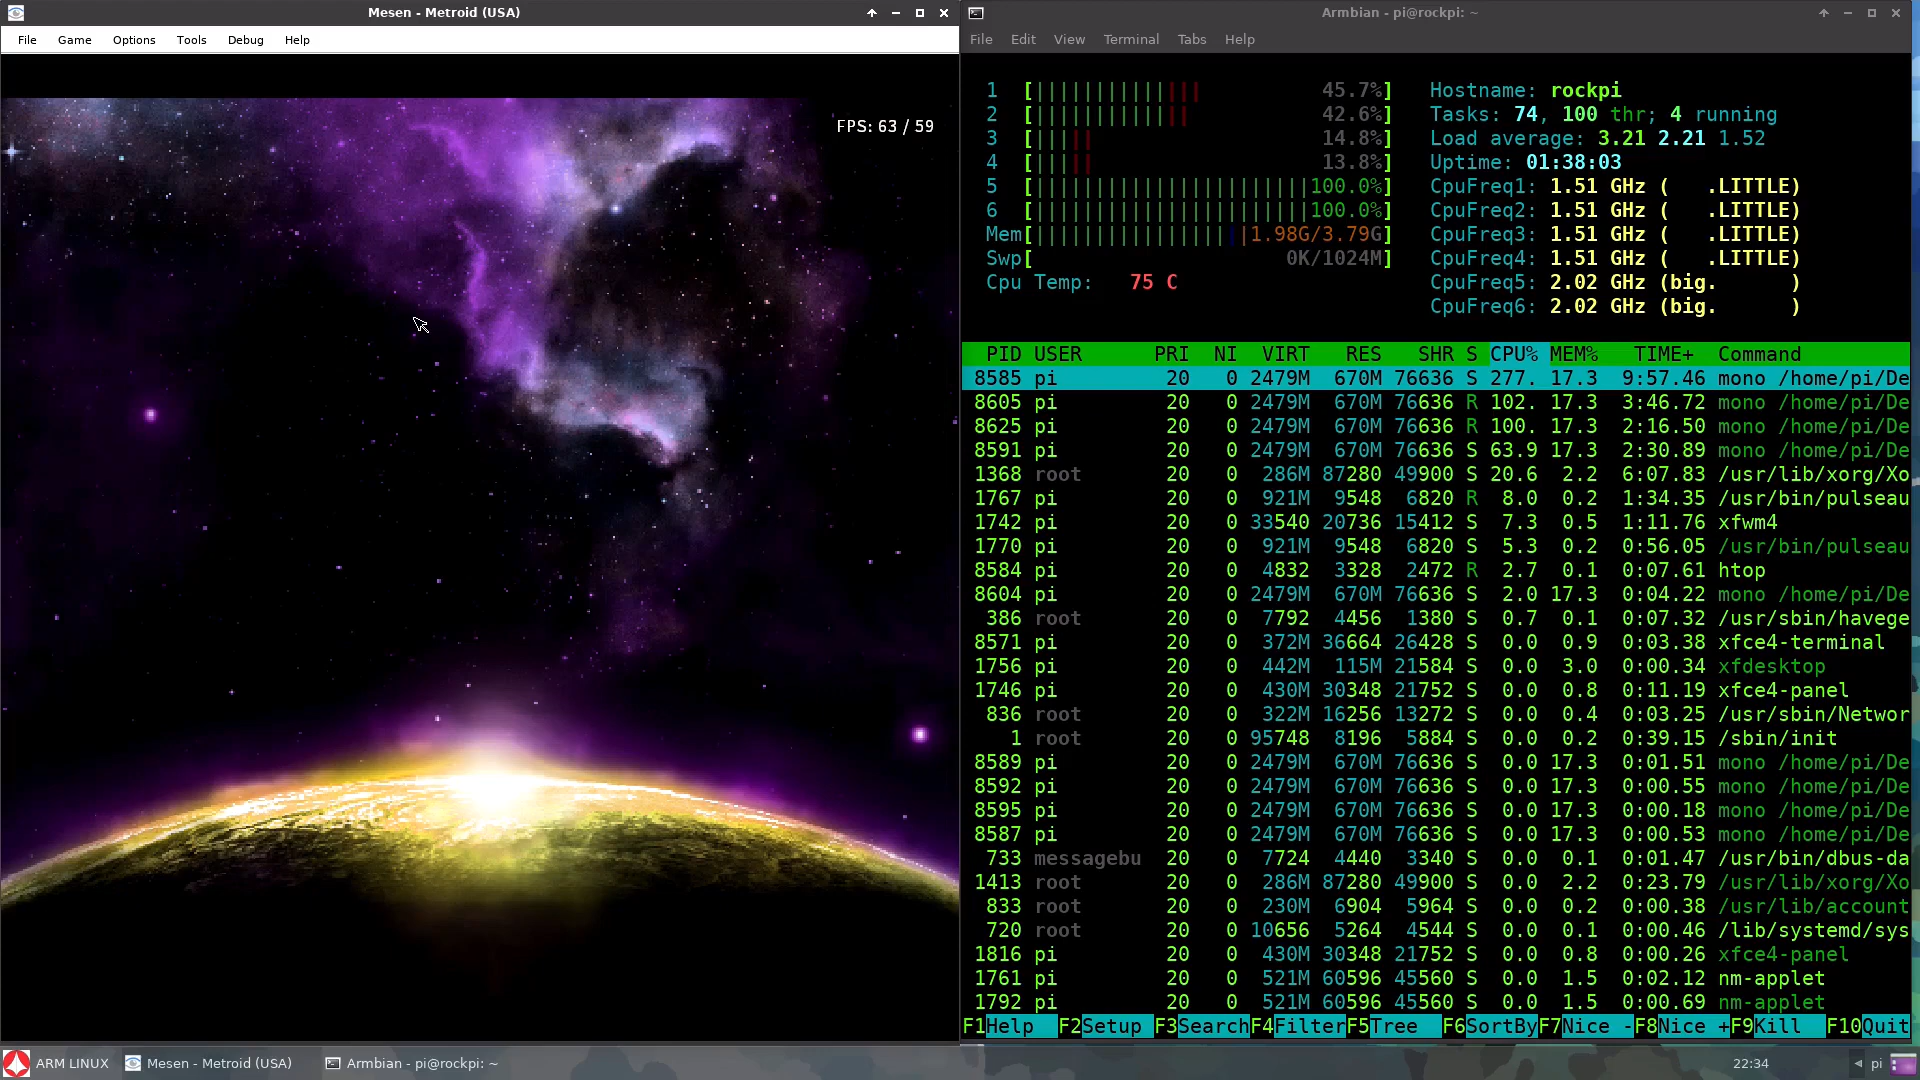 Mesen - Metroid (USA)
File Game Options Tools Debug Help
FPS: 63 / 59
Armbian - pi@rockpi: ~
File Edit View Terminal Tabs Help
1 [||||||||||||||45.7%] Hostname: rockpi
2 [|||||||||||||42.6%] Tasks: 74, 100 thr; 4 running
3 [|||||14.8%] Load average: 3.21 2.21 1.52
4 [|||||13.8%] Uptime: 01:38:03
5 [|||||||||||||||||||||||100.0%] CpuFreq1: 1.51 GHz ( .LITTLE)
6 [|||||||||||||||||||||||100.0%] CpuFreq2: 1.51 GHz ( .LITTLE)
Mem[||||||||||||||||||1.98G/3.79G] CpuFreq3: 1.51 GHz ( .LITTLE)
Swp[0K/1024M] CpuFreq4: 1.51 GHz ( .LITTLE)
Cpu Temp: 75 C CpuFreq5: 2.02 GHz (big. )
CpuFreq6: 2.02 GHz (big. )
PID USER PRI NI VIRT RES SHR S CPU% MEM% TIME+ Command
8585 pi 20 0 2479M 670M 76636 S 277. 17.3 9:57.46 mono /home/pi/De
8605 pi 20 0 2479M 670M 76636 R 102. 17.3 3:46.72 mono /home/pi/De
8625 pi 20 0 2479M 670M 76636 R 100. 17.3 2:16.50 mono /home/pi/De
8591 pi 20 0 2479M 670M 76636 S 63.9 17.3 2:30.89 mono /home/pi/De
1368 root 20 0 286M 87280 49900 S 20.6 2.2 6:07.83 /usr/lib/xorg/Xo
1767 pi 20 0 921M 9548 6820 R 8.0 0.2 1:34.35 /usr/bin/pulseau
1742 pi 20 0 33540 20736 15412 S 7.3 0.5 1:11.76 xfwm4
1770 pi 20 0 921M 9548 6820 S 5.3 0.2 0:56.05 /usr/bin/pulseau
8584 pi 20 0 4832 3328 2472 R 2.7 0.1 0:07.61 htop
8604 pi 20 0 2479M 670M 76636 S 2.0 17.3 0:04.22 mono /home/pi/De
386 root 20 0 7792 4456 1380 S 0.7 0.1 0:07.32 /usr/sbin/havege
8571 pi 20 0 372M 36664 26428 S 0.0 0.9 0:03.38 xfce4-terminal
1756 pi 20 0 442M 115M 21584 S 0.0 3.0 0:00.34 xfdesktop
1746 pi 20 0 430M 30348 21752 S 0.0 0.8 0:11.19 xfce4-panel
836 root 20 0 322M 16256 13272 S 0.0 0.4 0:03.25 /usr/sbin/Networ
1 root 20 0 95748 8196 5884 S 0.0 0.2 0:39.15 /sbin/init
8589 pi 20 0 2479M 670M 76636 S 0.0 17.3 0:01.51 mono /home/pi/De
8592 pi 20 0 2479M 670M 76636 S 0.0 17.3 0:00.55 mono /home/pi/De
8595 pi 20 0 2479M 670M 76636 S 0.0 17.3 0:00.18 mono /home/pi/De
8587 pi 20 0 2479M 670M 76636 S 0.0 17.3 0:00.53 mono /home/pi/De
733 messagebu 20 0 7724 4440 3340 S 0.0 0.1 0:01.47 /usr/bin/dbus-da
1413 root 20 0 286M 87280 49900 S 0.0 2.2 0:23.79 /usr/lib/xorg/Xo
833 root 20 0 230M 6904 5964 S 0.0 0.2 0:00.38 /usr/lib/account
720 root 20 0 10656 5264 4544 S 0.0 0.1 0:00.46 /lib/systemd/sys
1816 pi 20 0 430M 30348 21752 S 0.0 0.8 0:00.26 xfce4-panel
1761 pi 20 0 521M 60596 45560 S 0.0 1.5 0:02.12 nm-applet
1792 pi 20 0 521M 60596 45560 S 0.0 1.5 0:00.69 nm-applet
F1Help F2Setup F3SearchF4FilterF5Tree F6SortByF7Nice -F8Nice +F9Kill F10Quit
ARM LINUX Mesen - Metroid (USA) Armbian - pi@rockpi: ~ 22:34 pi